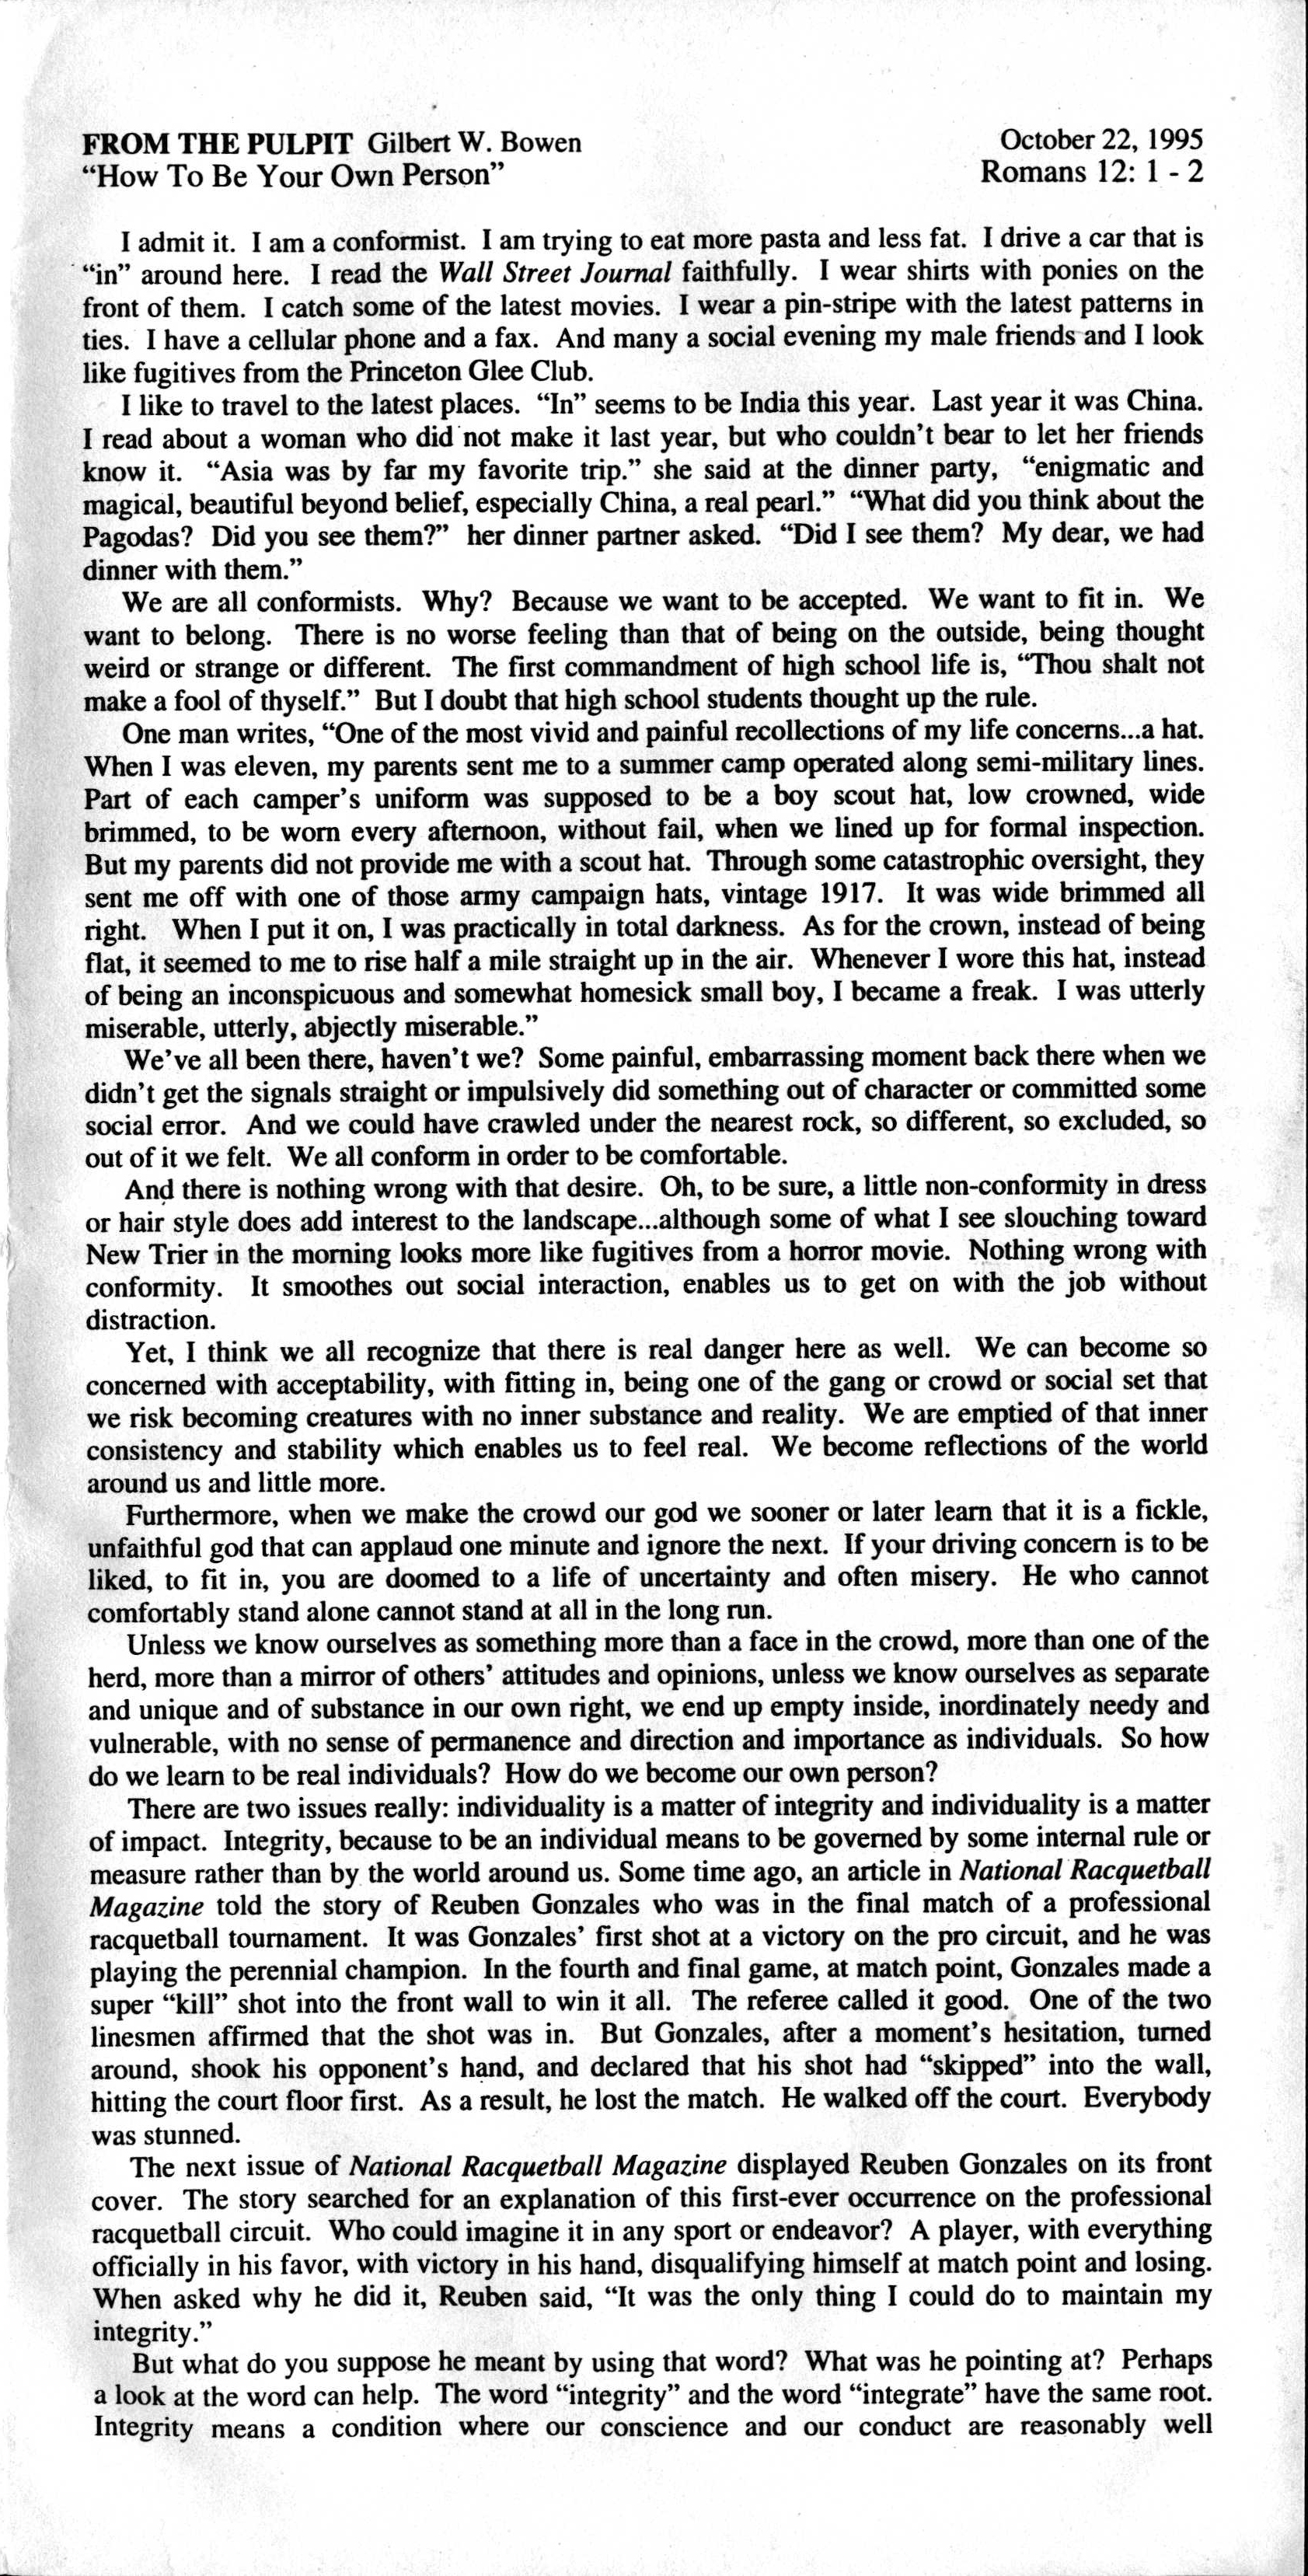 FROM THE PULPIT Gilbert W. Bowen October 22, 1995
“How To Be Your Own Person” Romans 12: 1 - 2
I admit it. I am a conformist. I am trying to eat more pasta and less fat. I drive a car that is
“in” around here. I read the Wall Street Journal faithfully. I wear shirts with ponies on the
front of them. I catch some of the latest movies. I wear a pin-stripe with the latest patterns in
ties. I have a cellular phone and a fax. And many a social evening my male friends and I look
like fugitives from the Princeton Glee Club.
I like to travel to the latest places. “In” seems to be India this year. Last year it was China.
I read about a woman who did not make it last year, but who couldn’t bear to let her friends
know it. “Asia was by far my favorite trip.” she said at the dinner party, “enigmatic and
magical, beautiful beyond belief, especially China, a real pearl.” “What did you think about the
Pagodas? Did you see them?” her dinner partner asked. “Did I see them? My dear, we had
dinner with them.”
We are all conformists. Why? Because we want to be accepted. We want to fit in. We
want to belong. There is no worse feeling than that of being on the outside, being thought
weird or strange or different. The first commandment of high school life is, “Thou shalt not
make a fool of thyself.” But I doubt that high school students thought up the rule.
One man writes, “One of the most vivid and painful recollections of my life concerns...a hat.
When I was eleven, my parents sent me to a summer camp operated along semi-military lines.
Part of each camper’s uniform was supposed to be a boy scout hat, low crowned, wide
brimmed, to be worn every afternoon, without fail, when we lined up for formal inspection.
But my parents did not provide me with a scout hat. Through some catastrophic oversight, they
sent me off with one of those army campaign hats, vintage 1917. It was wide brimmed all
right. When I put it on, I was practically in total darkness. As for the crown, instead of being
flat, it seemed to me to rise half a mile straight up in the air. Whenever I wore this hat, instead
of being an inconspicuous and somewhat homesick small boy, I became a freak. I was utterly
miserable, utterly, abjectly miserable.”
We’ve all been there, haven’t we? Some painful, embarrassing moment back there when we
didn’t get the signals straight or impulsively did something out of character or committed some
social error. And we could have crawled under the nearest rock, so different, so excluded, so
out of it we felt. We all conform in order to be comfortable.
And there is nothing wrong with that desire. Oh, to be sure, a little non-conformity in dress
or hair style does add interest to the landscape...although some of what I see slouching toward
New Trier in the morning looks more like fugitives from a horror movie. Nothing wrong with
conformity. It smoothes out social interaction, enables us to get on with the job without
distraction.
Yet, I think we all recognize that there is real danger here as well. We can become so
concerned with acceptability, with fitting in, being one of the gang or crowd or social set that
we risk becoming creatures with no inner substance and reality. We are emptied of that inner
consistency and stability which enables us to feel real. We become reflections of the world
around us and little more.
Furthermore, when we make the crowd our god we sooner or later learn that it is a fickle,
unfaithful god that can applaud one minute and ignore the next. If your driving concern is to be
liked, to fit in, you are doomed to a life of uncertainty and often misery. He who cannot
comfortably stand alone cannot stand at all in the long run.
Unless we know ourselves as something more than a face in the crowd, more than one of the
herd, more than a mirror of others’ attitudes and opinions, unless we know ourselves as separate
and unique and of substance in our own right, we end up empty inside, inordinately needy and
vulnerable, with no sense of permanence and direction and importance as individuals. So how
do we learn to be real individuals? How do we become our own person?
There are two issues really: individuality is a matter of integrity and individuality is a matter
of impact. Integrity, because to be an individual means to be governed by some internal rule or
measure rather than by the world around us. Some time ago, an article in National Racquetball
Magazine told the story of Reuben Gonzales who was in the final match of a professional
racquetball tournament. It was Gonzales’ first shot at a victory on the pro circuit, and he was
playing the perennial champion. In the fourth and final game, at match point, Gonzales made a
super “kill” shot into the front wall to win it all. The referee called it good. One of the two
linesmen affirmed that the shot was in. But Gonzales, after a moment’s hesitation, turned
around, shook his opponent’s hand, and declared that his shot had “skipped” into the wall,
hitting the court floor first. As a result, he lost the match. He walked off the court. Everybody
was stunned.
The next issue of National Racquetball Magazine displayed Reuben Gonzales on its front
cover. The story searched for an explanation of this first-ever occurrence on the professional
racquetball circuit. Who could imagine it in any sport or endeavor? A player, with everything
officially in his favor, with victory in his hand, disqualifying himself at match point and losing.
When asked why he did it, Reuben said, “It was the only thing I could do to maintain my
integrity.”
But what do you suppose he meant by using that word? What was he pointing at? Perhaps
a look at the word can help. The word “integrity” and the word “integrate” have the same root.
Integrity means a condition where our conscience and our conduct are reasonably well